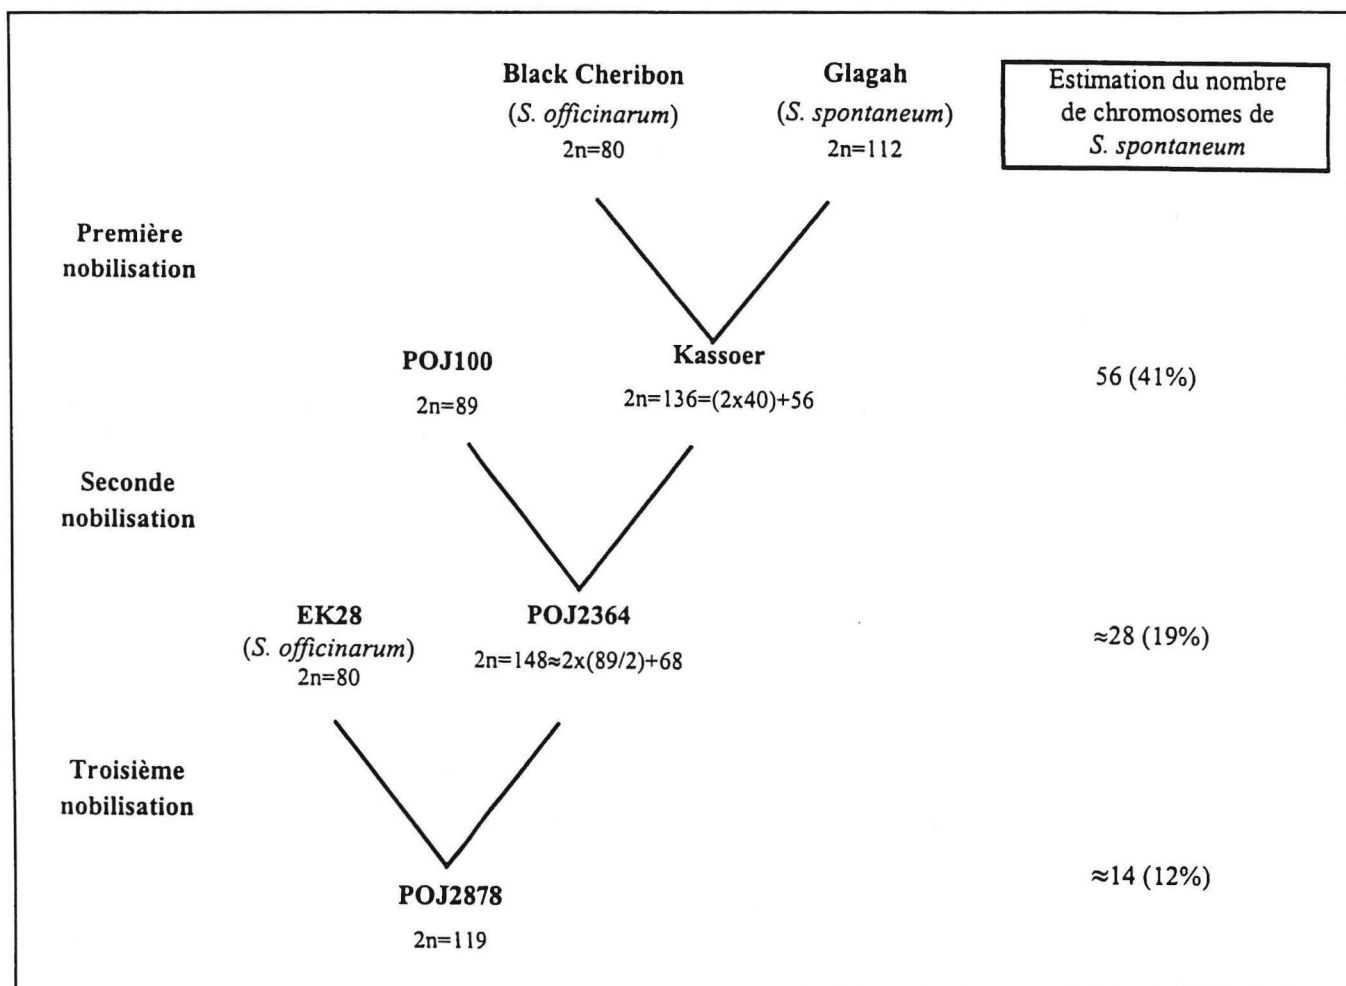 Black Cheribon
(S. officinarum)
2n=80
Glagah
(S. spontaneum)
2n=112
Estimation du nombre
de chromosomes de
S. spontaneum
Première
nobilisation
POJ100
2n=89
Kassoer
2n=136=(2x40)+56
56 (41%)
Seconde
nobilisation
EK28
(S. officinarum)
2n=80
POJ2364
2n=148≈2x(89/2)+68
≈28 (19%)
Troisième
nobilisation
POJ2878
2n=119
≈14 (12%)